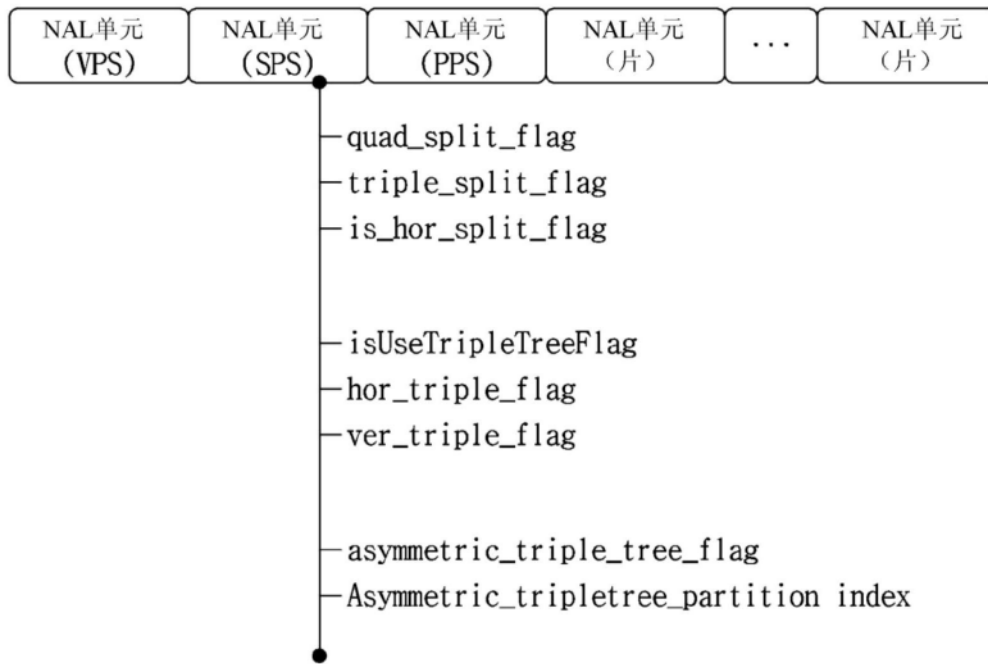 NAL单元 NAL单元 NAL单元 NAL单元 ... NAL单元
(VPS) (SPS) (PPS) （片） （片）
quad_split_flag
triple_split_flag
is_hor_split_flag
isUseTripleTreeFlag
hor_triple_flag
ver_triple_flag
asymmetric_triple_tree_flag
Asymmetric_tripletree_partition index